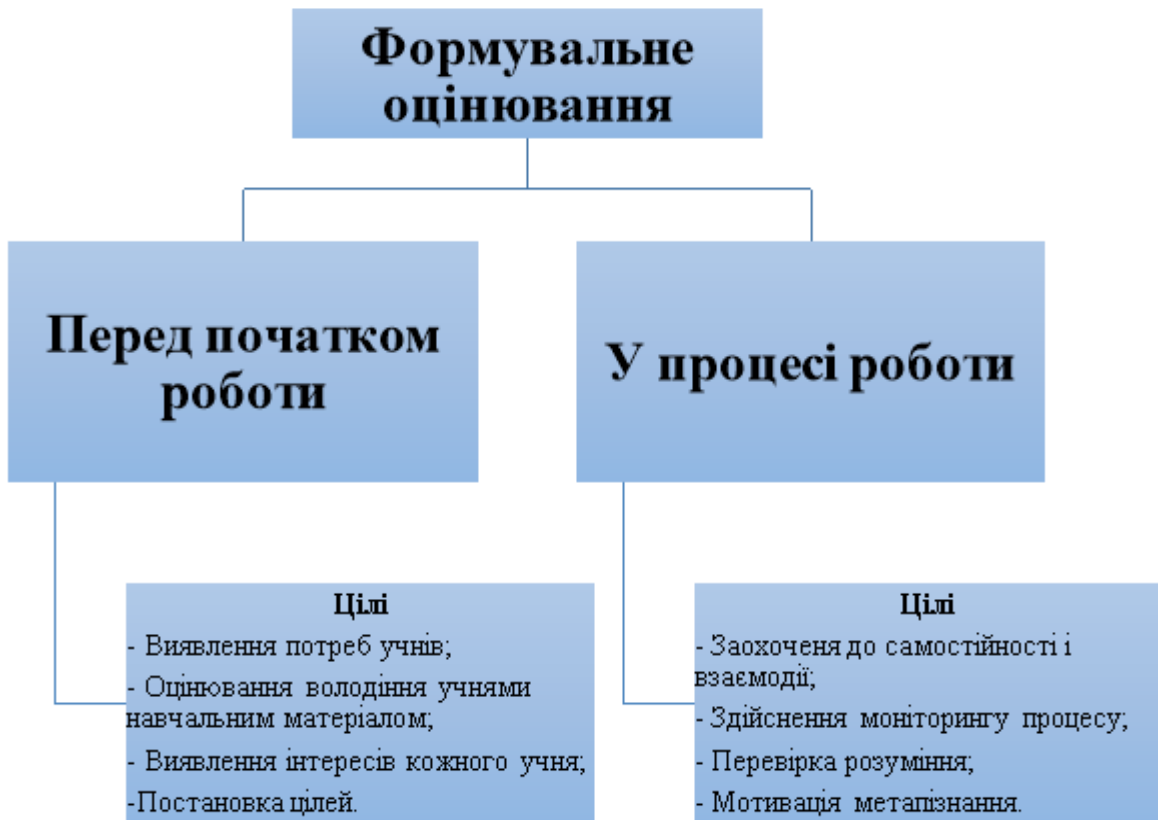 Формувальне
оцінювання
Перед початком
роботи
У процесі роботи
Цілі
- Виявлення потреб учнів;
- Оцінювання володіння учнями
навчальним матеріалом;
- Виявлення інтересів кожного учня;
-Постановка цілей.
Цілі
- Заохоченя до самостійності і
взаємодії;
- Здійснення моніторингу процесу;
- Перевірка розуміння;
- Мотивація метапізнання.